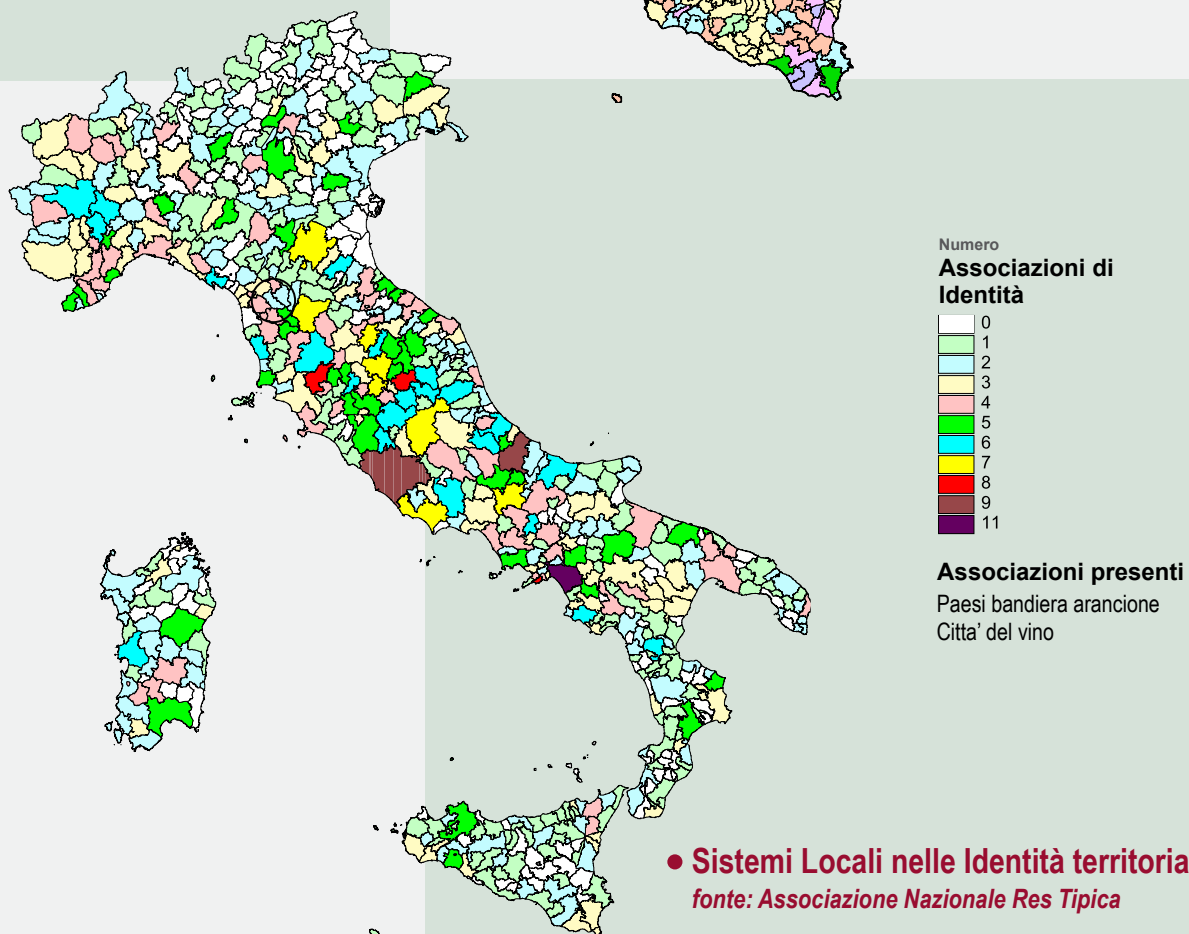 Numero
Associazioni di
Identità
0
1
2
3
4
5
6
7
8
9
11
Associazioni presenti
Paesi bandiera arancione
Citta' del vino
• Sistemi Locali nelle Identità territoria
fonte: Associazione Nazionale Res Tipica